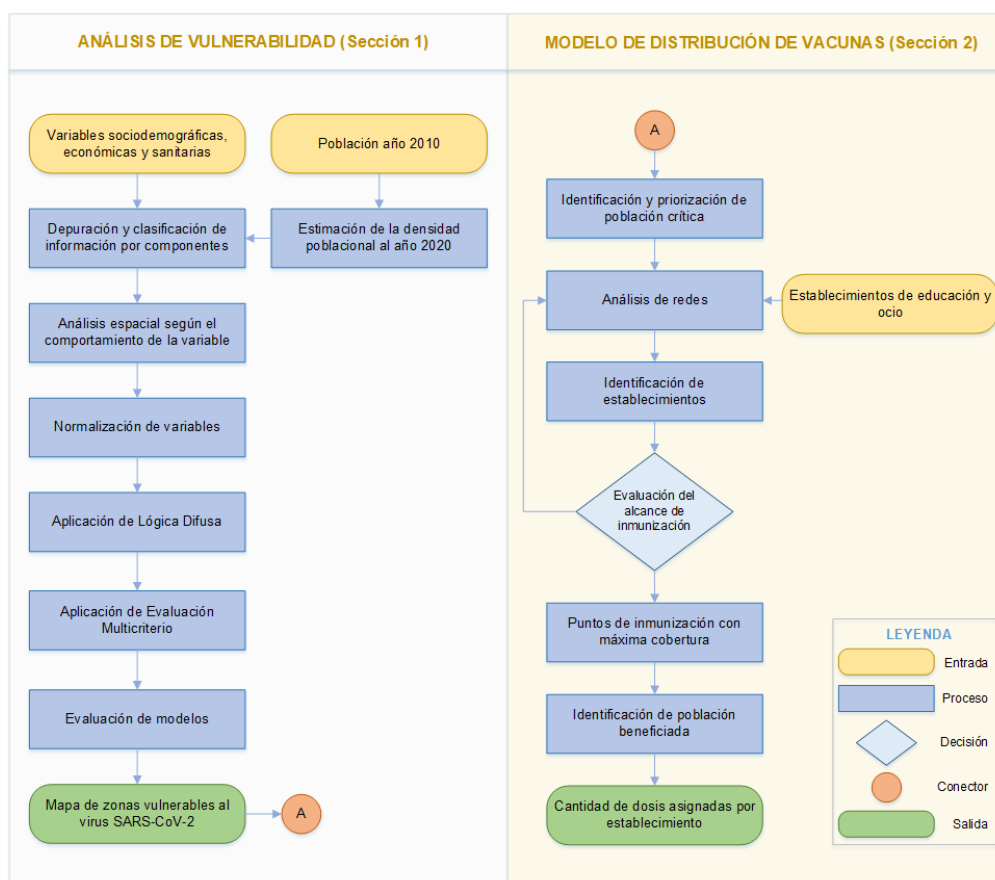 ANÁLISIS DE VULNERABILIDAD (Sección 1)
Variables sociodemográficas,
económicas y sanitarias
Población año 2010
Depuración y clasificación de
información por componentes
Estimación de la densidad
poblacional al año 2020
Análisis espacial según el
comportamiento de la variable
Normalización de variables
Aplicación de Lógica Difusa
Aplicación de Evaluación
Multicriterio
Evaluación de modelos
Mapa de zonas vulnerables al
virus SARS-CoV-2
A
MODELO DE DISTRIBUCIÓN DE VACUNAS (Sección 2)
A
Identificación y priorización de
población crítica
Análisis de redes
Establecimientos de educación y
ocio
Identificación de
establecimientos
Evaluación del
alcance de
inmunización
Puntos de inmunización con
máxima cobertura
Identificación de población
beneficiada
Cantidad de dosis asignadas por
establecimiento
LEYENDA
Entrada
Proceso
Decisión
Conector
Salida